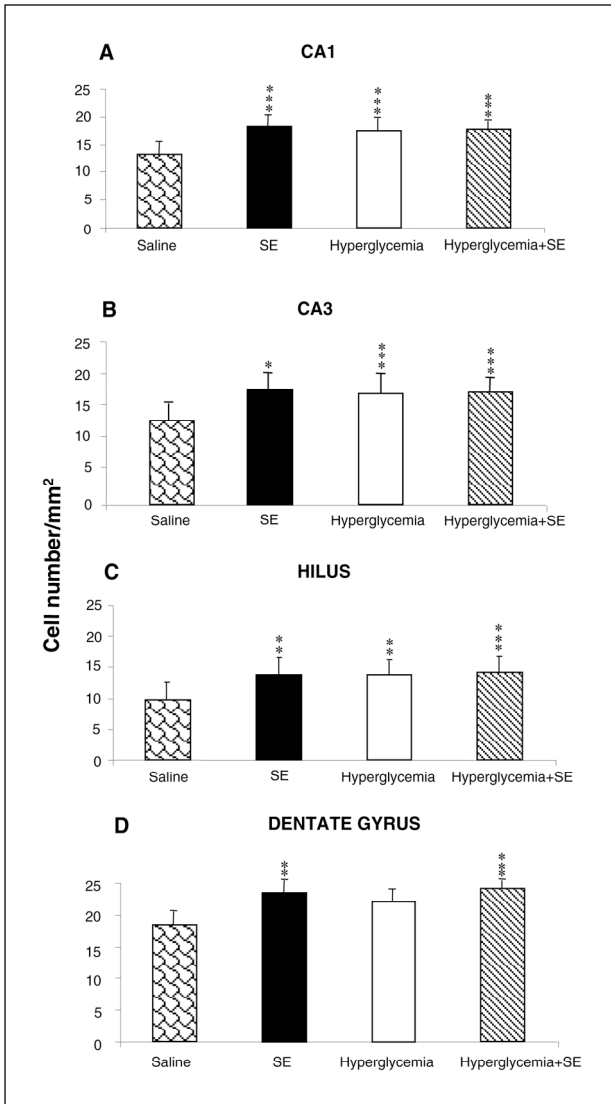 A CA1
25
20
15
10
5
0
*** *** ***
Saline SE Hyperglycemia Hyperglycemia+SE
B CA3
25
20
15
10
5
0
* *** ***
Saline SE Hyperglycemia Hyperglycemia+SE
Cell number/mm²
C HILUS
25
20
15
10
5
0
** ** ***
Saline SE Hyperglycemia Hyperglycemia+SE
D DENTATE GYRUS
25
20
15
10
5
0
** ***
Saline SE Hyperglycemia Hyperglycemia+SE